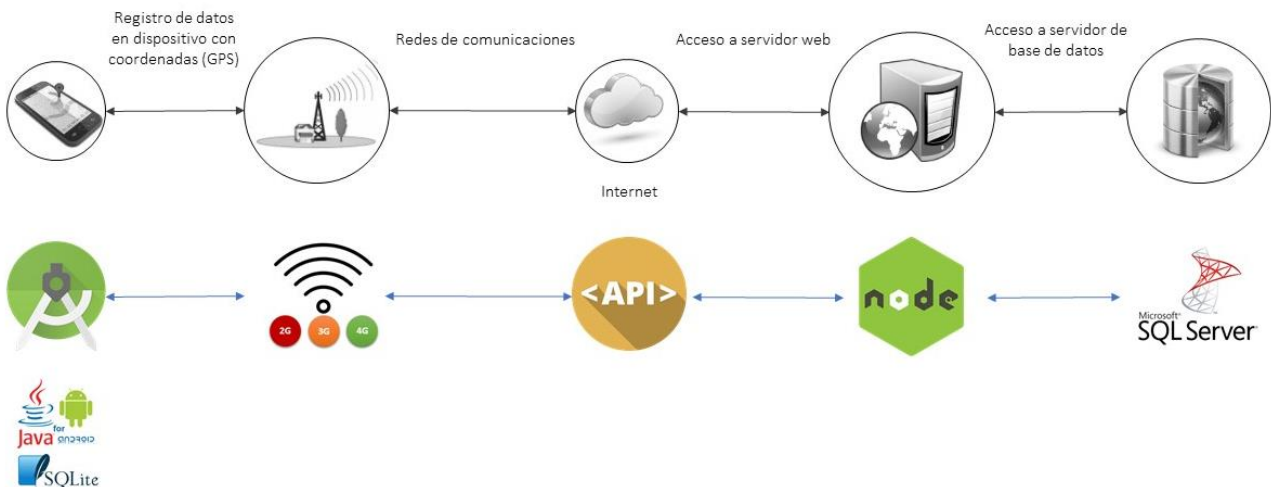 Registro de datos
en dispositivo con
coordenadas (GPS)
Redes de comunicaciones
Acceso a servidor web
Acceso a servidor de
base de datos
Internet
2G
3G
4G
<API>
node
Microsoft®
SQL Server®
Java
for
android
SQLite